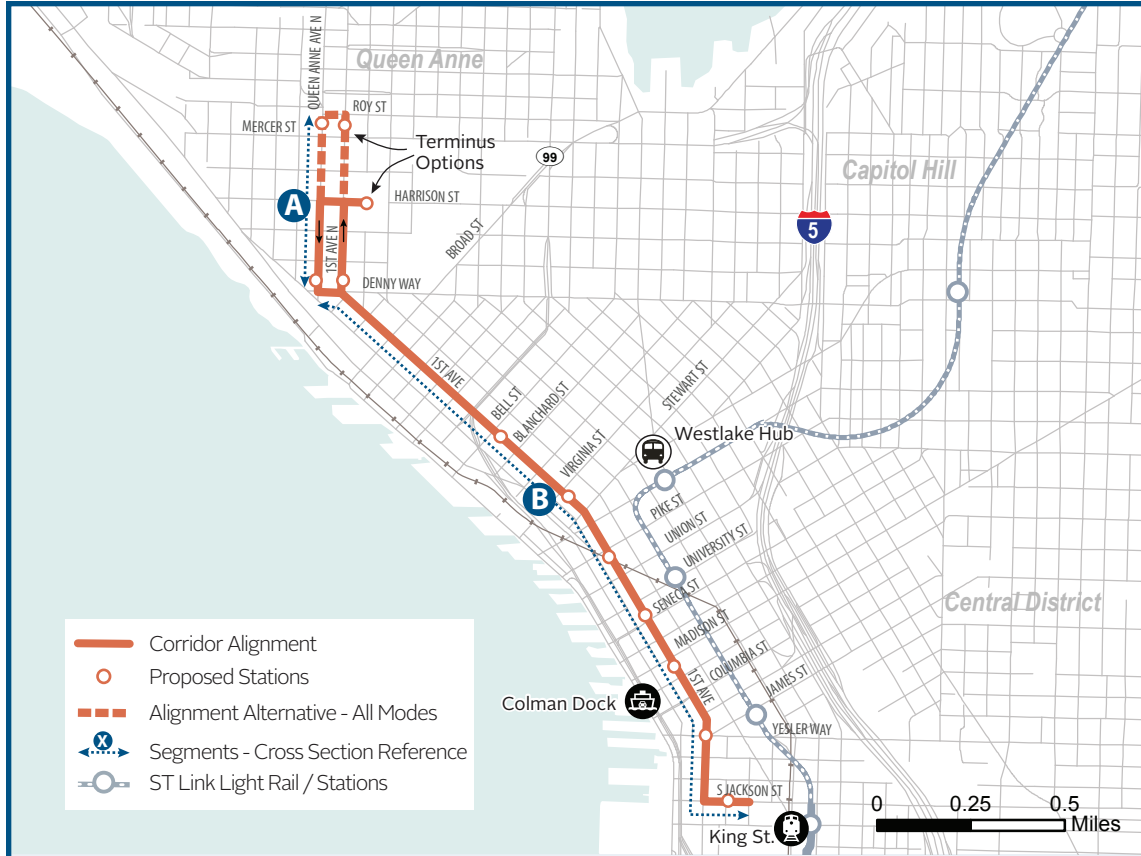 QUEEN ANNE AVE N
Queen Anne
ROY ST
MERCER ST
Terminus
Options
99
Capitol Hill
HARRISON ST
A
5
BROAD ST
1ST AVE N
DENNY WAY
1ST AVE
STEWART ST
BELL ST
BLANCHARD ST
Westlake Hub
VIRGINIA ST
B
PIKE ST
UNION ST
UNIVERSITY ST
SENECA ST
Central District
MADISON ST
COLUMBIA ST
JAMES ST
1ST AVE
Colman Dock
YESLER WAY
S JACKSON ST
King St.
Corridor Alignment
Proposed Stations
Alignment Alternative - All Modes
X
Segments - Cross Section Reference
ST Link Light Rail / Stations
0 0.25 0.5
Miles